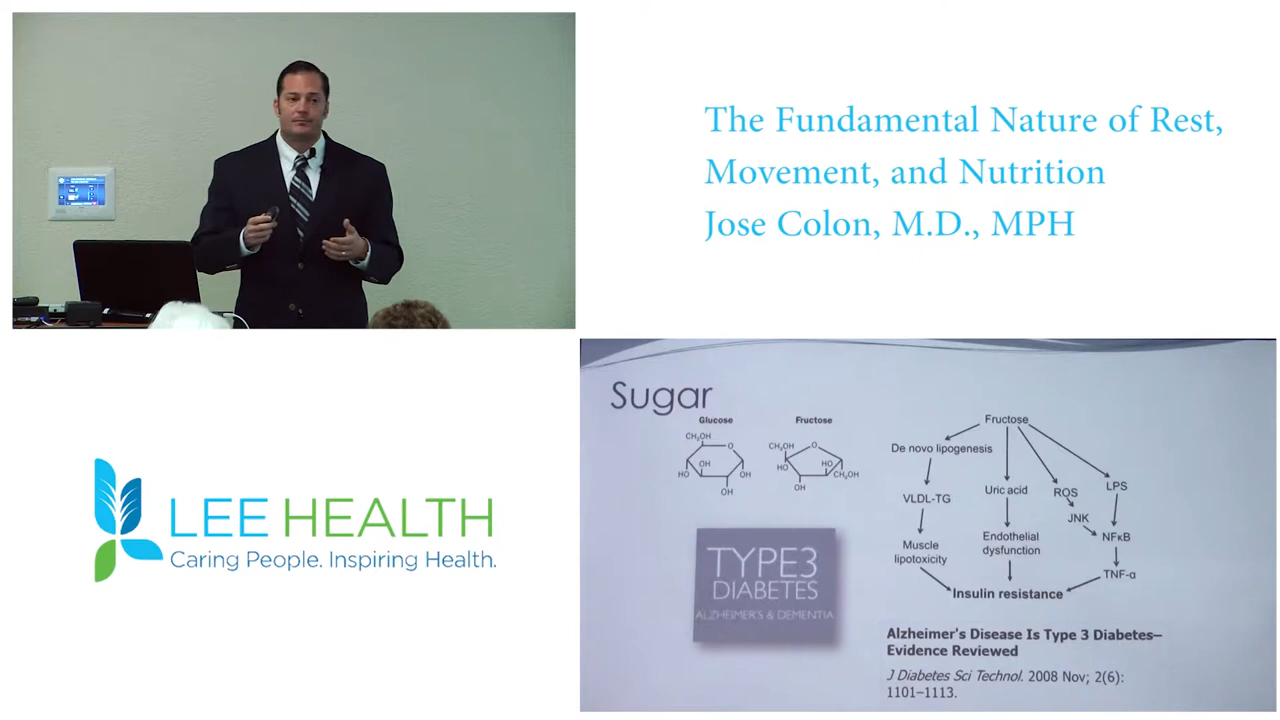 The Fundamental Nature of Rest,
Movement, and Nutrition
Jose Colon, M.D., MPH
LEE HEALTH
Caring People. Inspiring Health.
Sugar
Glucose
Fructose
CH₂OH
O
HO
OH
OH
OH
CH₂OH
O
HO
HO
CH₂OH
OH
Fructose
De novo lipogenesis
VLDL-TG
Muscle
lipotoxicity
Uric acid
Endothelial
dysfunction
ROS
JNK
LPS
NFκB
TNF-α
Insulin resistance
TYPE3
DIABETES
ALZHEIMER'S & DEMENTIA
Alzheimer's Disease Is Type 3 Diabetes–
Evidence Reviewed
J Diabetes Sci Technol. 2008 Nov; 2(6):
1101–1113.